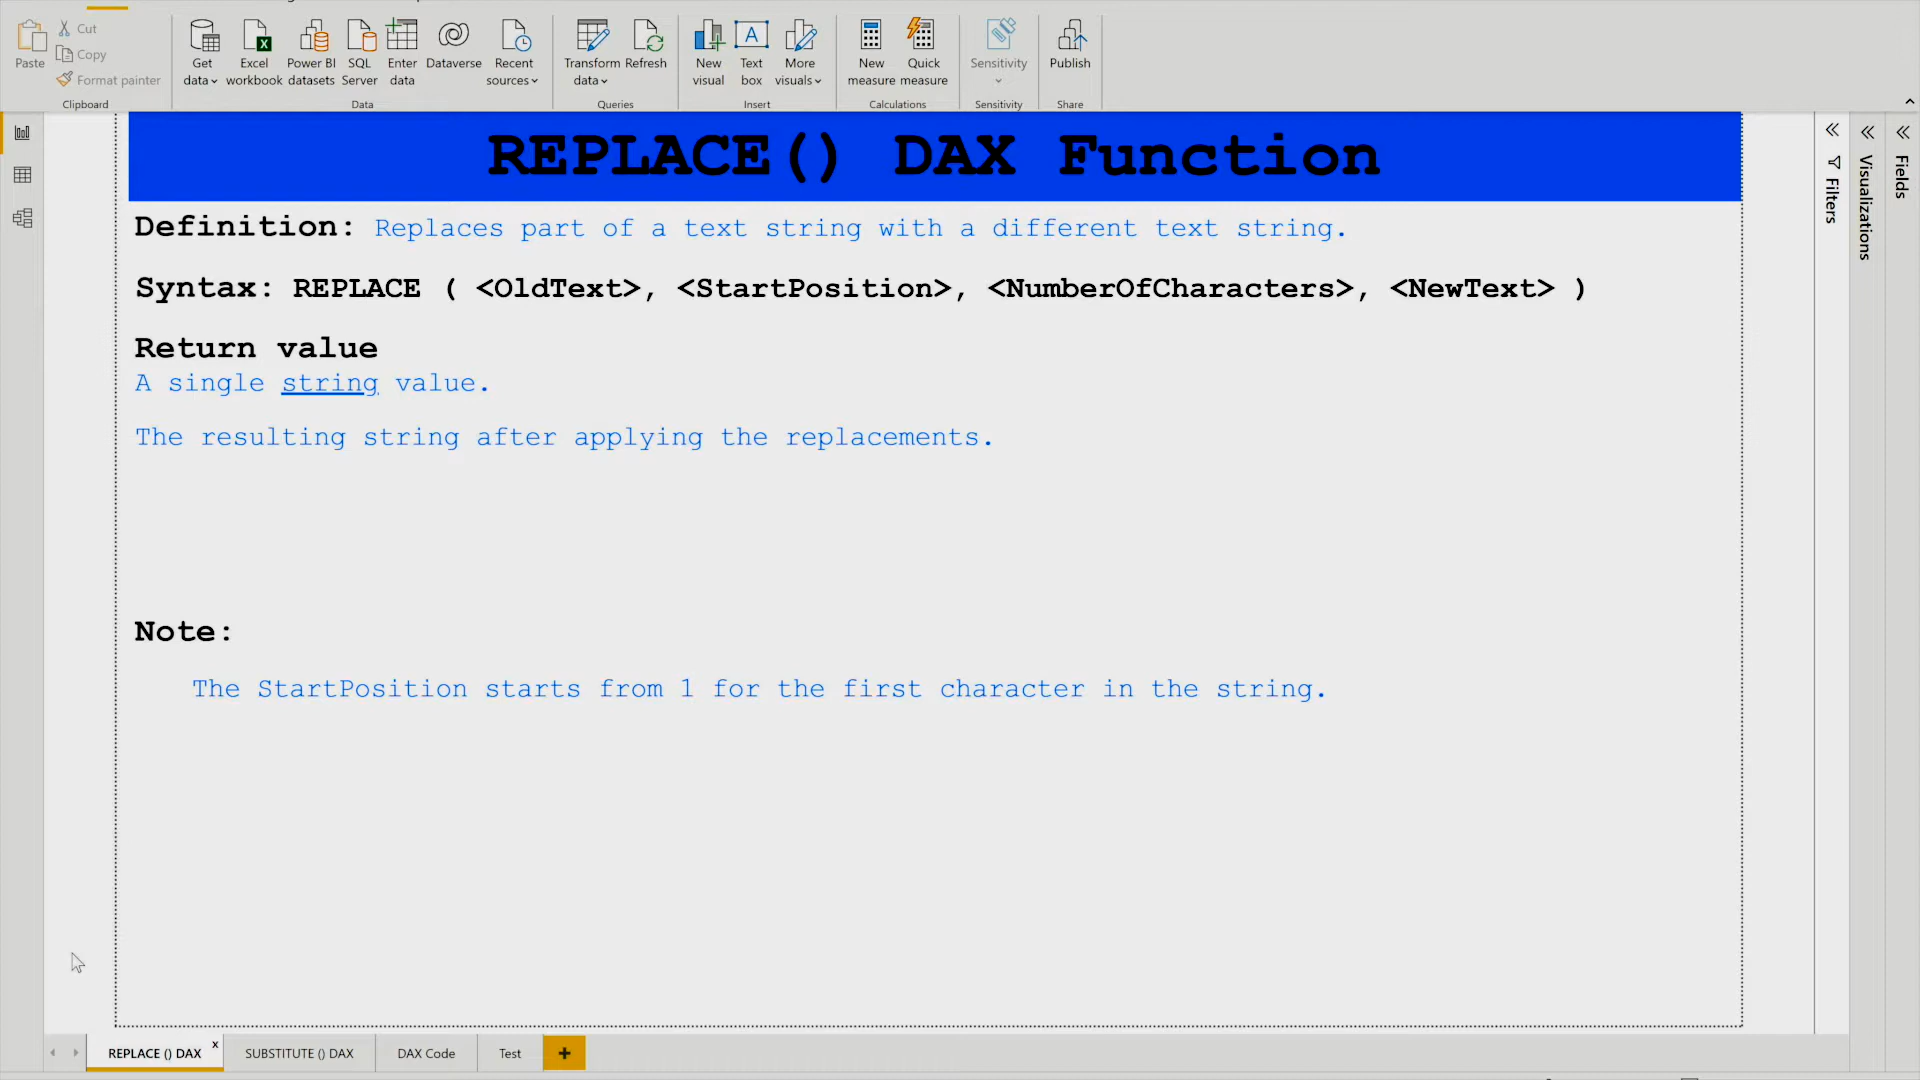 Paste
Cut
Copy
Format painter
Clipboard
Get data
Excel workbook
Power BI datasets
SQL Server
Enter data
Dataverse
Recent sources
Data
Transform data
Refresh
Queries
New visual
Text box
More visuals
Insert
New measure
Quick measure
Calculations
Sensitivity
Sensitivity
Publish
Share
REPLACE() DAX Function
Definition: Replaces part of a text string with a different text string.
Syntax: REPLACE ( <OldText>, <StartPosition>, <NumberOfCharacters>, <NewText> )
Return value
A single string value.
The resulting string after applying the replacements.
Note:
The StartPosition starts from 1 for the first character in the string.
Filters
Visualizations
Fields
REPLACE () DAX
SUBSTITUTE () DAX
DAX Code
Test